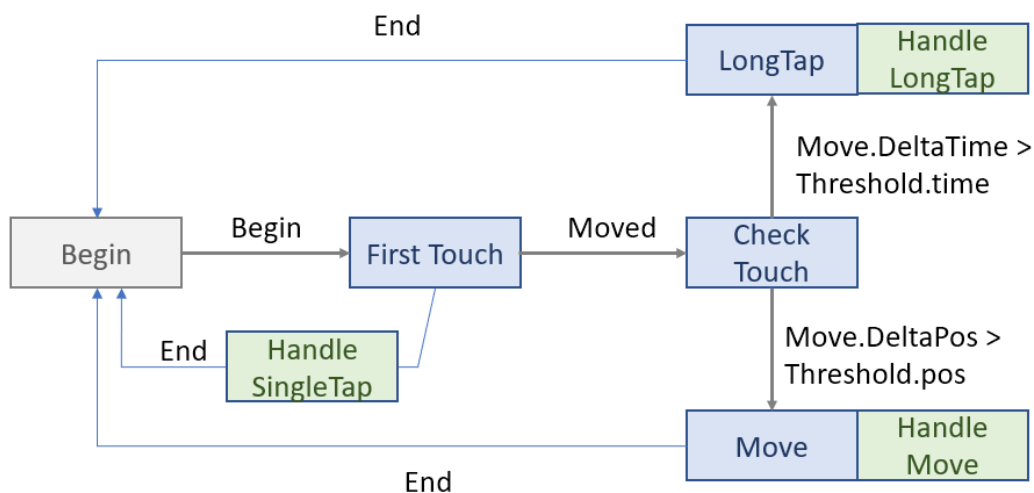 End
LongTap
Handle
LongTap
Move.DeltaTime >
Threshold.time
Begin
Begin
First Touch
Moved
Check
Touch
End
Handle
SingleTap
Move.DeltaPos >
Threshold.pos
Move
Handle
Move
End